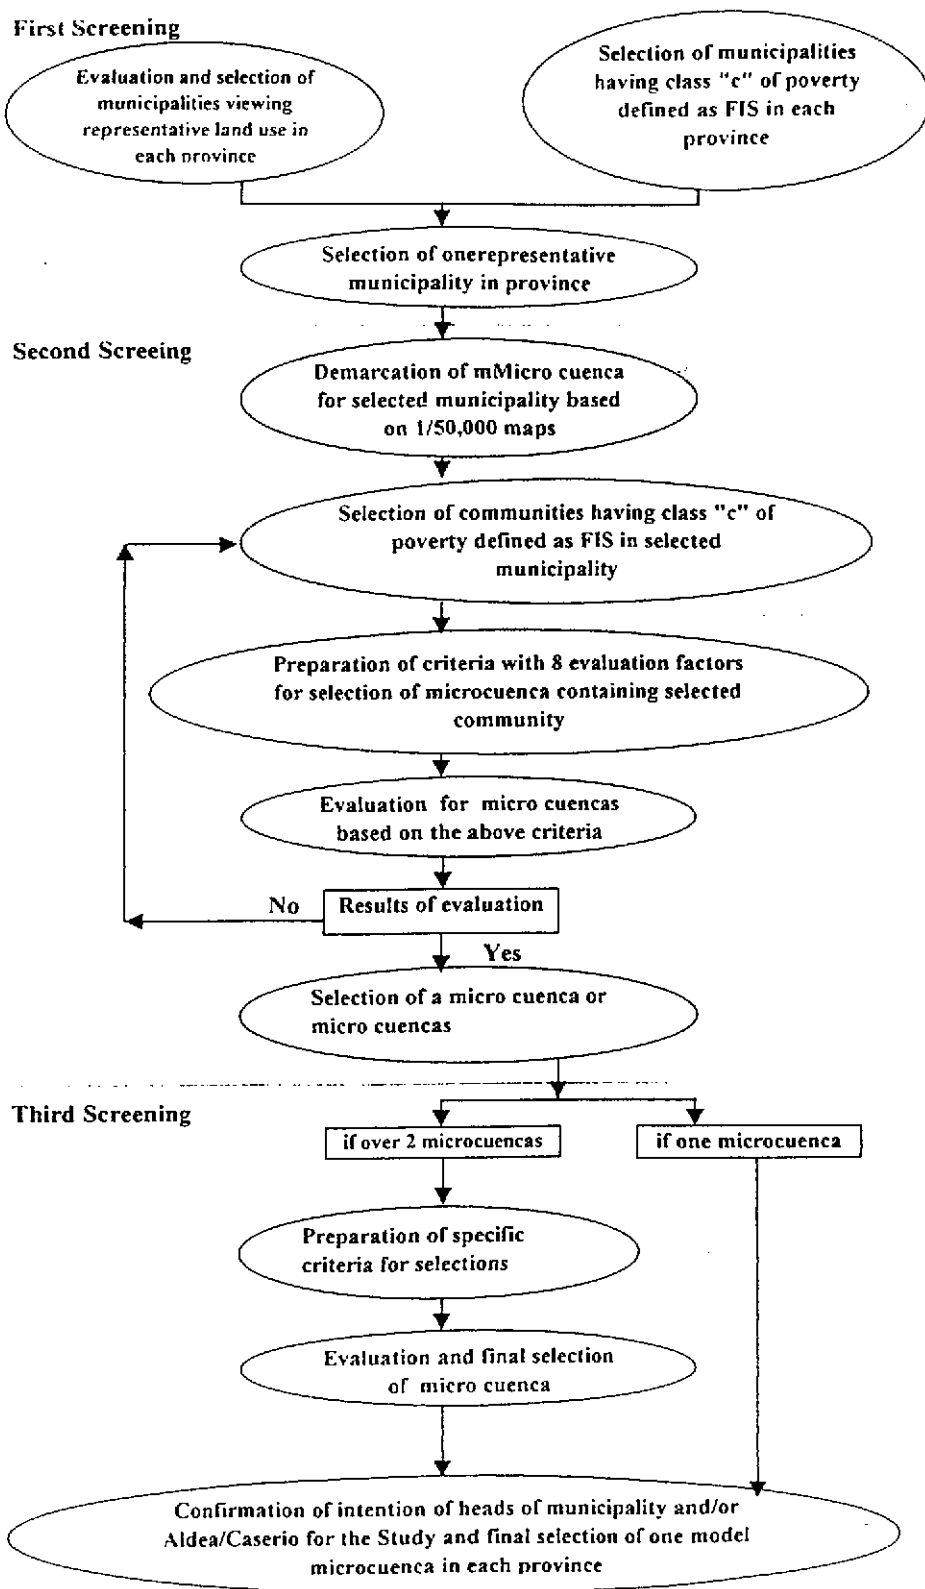 First Screening
Evaluation and selection of
municipalities viewing
representative land use in
each province
Selection of municipalities
having class "c" of poverty
defined as FIS in each
province
Selection of onerepresentative
municipality in province
Second Screeing
Demarcation of mMicro cuenca
for selected municipality based
on 1/50,000 maps
Selection of communities having class "c" of
poverty defined as FIS in selected
municipality
Preparation of criteria with 8 evaluation factors
for selection of microcuenca containing selected
community
Evaluation for micro cuencas
based on the above criteria
No
Results of evaluation
Yes
Selection of a micro cuenca or
micro cuencas
Third Screening
if over 2 microcuencas
if one microcuenca
Preparation of specific
criteria for selections
Evaluation and final selection
of micro cuenca
Confirmation of intention of heads of municipality and/or
Aldea/Caserio for the Study and final selection of one model
microcuenca in each province